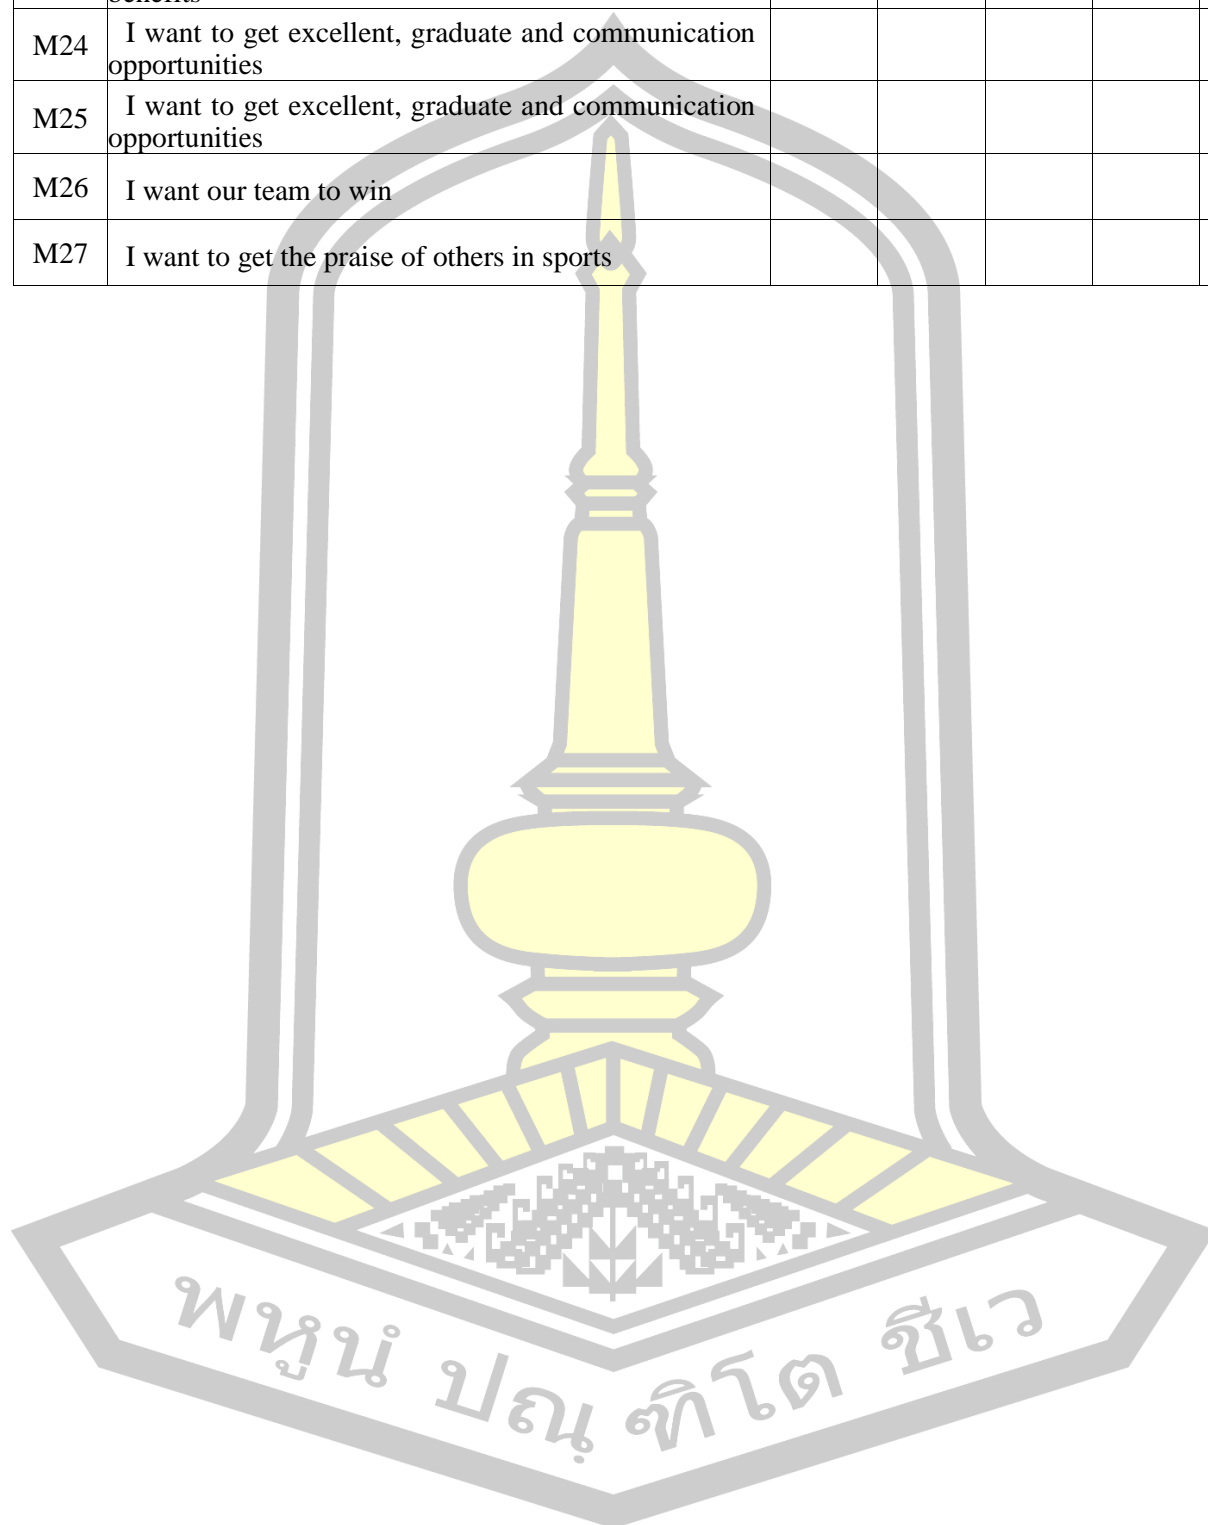 benefits
M24 I want to get excellent, graduate and communication
opportunities
M25 I want to get excellent, graduate and communication
opportunities
M26 I want our team to win
M27 I want to get the praise of others in sports
พหูนํ ปณฺฑิโต ชีเว